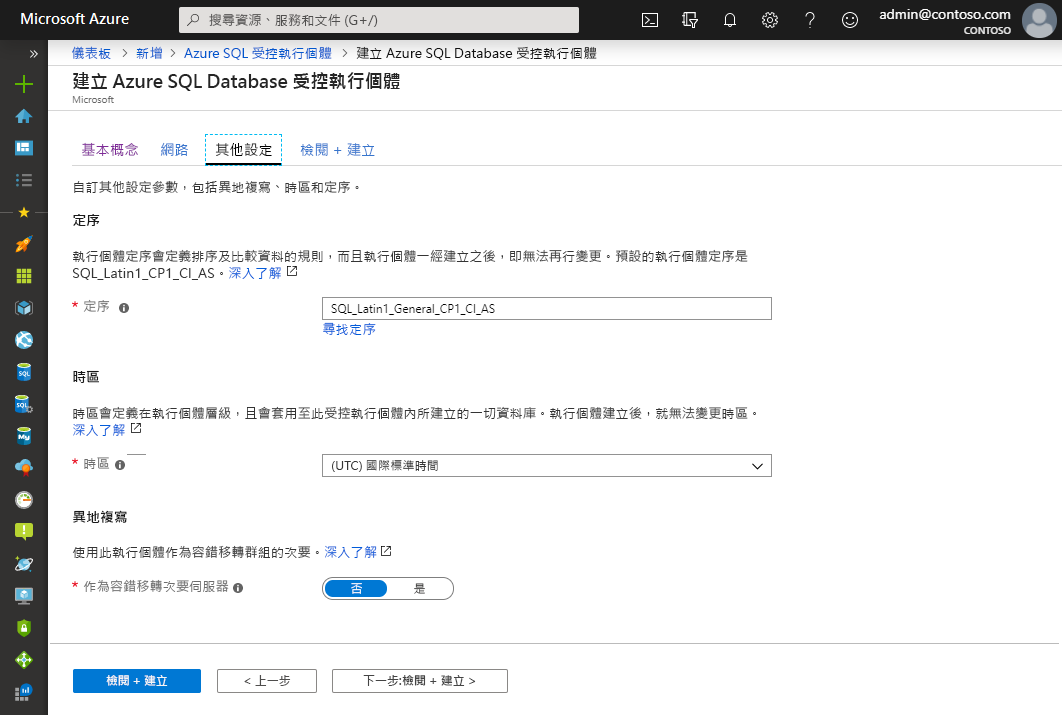 Microsoft Azure
搜尋資源、服務和文件 (G+/)
admin@contoso.com
CONTOSO
儀表板 > 新增 > Azure SQL 受控執行個體 > 建立 Azure SQL Database 受控執行個體
建立 Azure SQL Database 受控執行個體
Microsoft
基本概念 網路 其他設定 檢閱 + 建立
自訂其他設定參數，包括異地複寫、時區和定序。
定序
執行個體定序會定義排序及比較資料的規則，而且執行個體一經建立之後，即無法再行變更。預設的執行個體定序是
SQL_Latin1_CP1_CI_AS。深入了解
* 定序
SQL_Latin1_General_CP1_CI_AS
尋找定序
時區
時區會定義在執行個體層級，且會套用至此受控執行個體內所建立的一切資料庫。執行個體建立後，就無法變更時區。
深入了解
* 時區
(UTC) 國際標準時間
異地複寫
使用此執行個體作為容錯移轉群組的次要。深入了解
* 作為容錯移轉次要伺服器
否 是
檢閱 + 建立
< 上一步
下一步:檢閱 + 建立 >
SQL
SQL
My